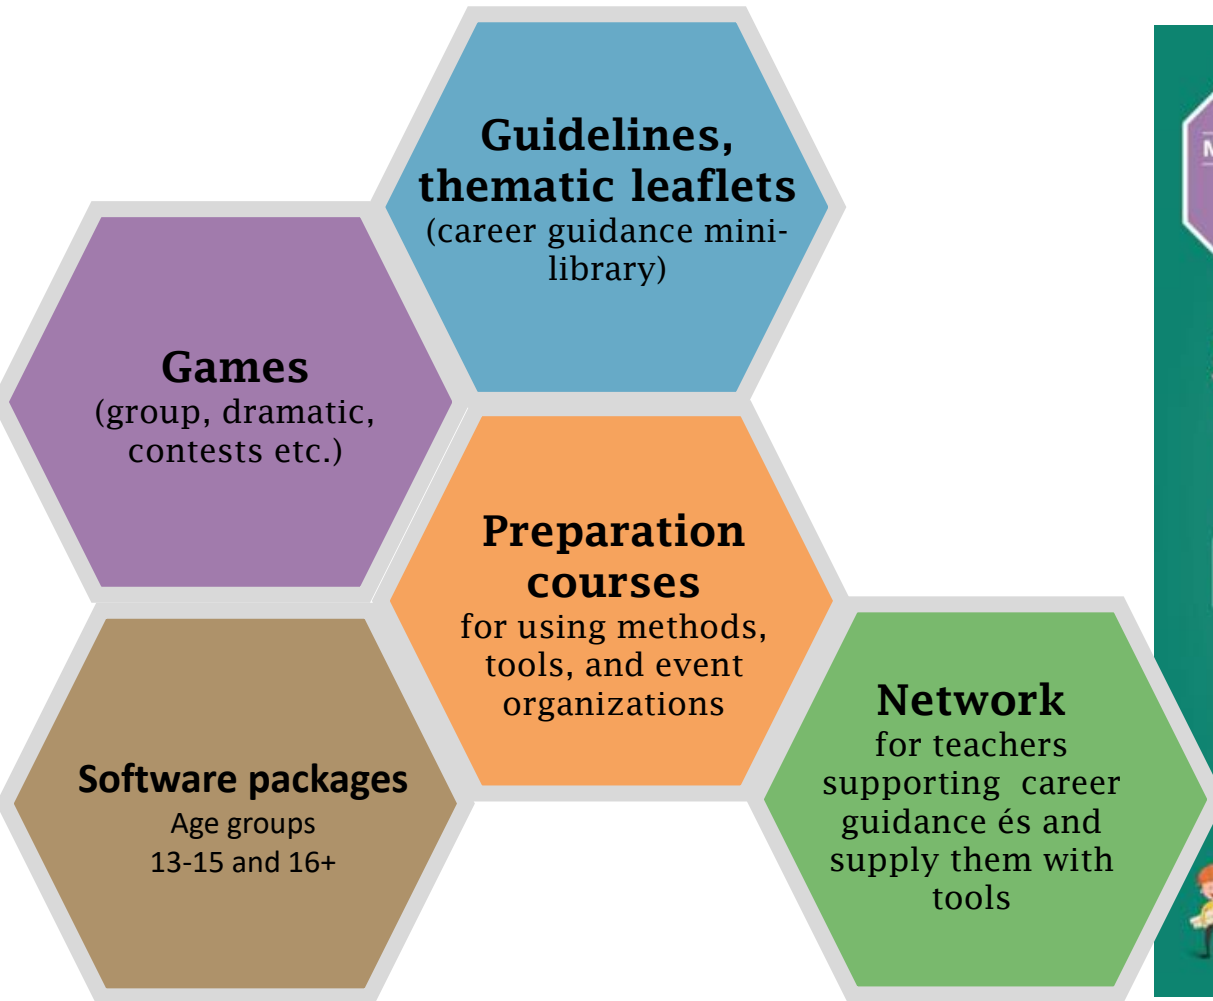 Guidelines,
thematic leaflets
(career guidance mini-
library)
Games
(group, dramatic,
contests etc.)
Preparation
courses
for using methods,
tools, and event
organizations
Software packages
Age groups
13-15 and 16+
Network
for teachers
supporting  career
guidance és and
supply them with
tools